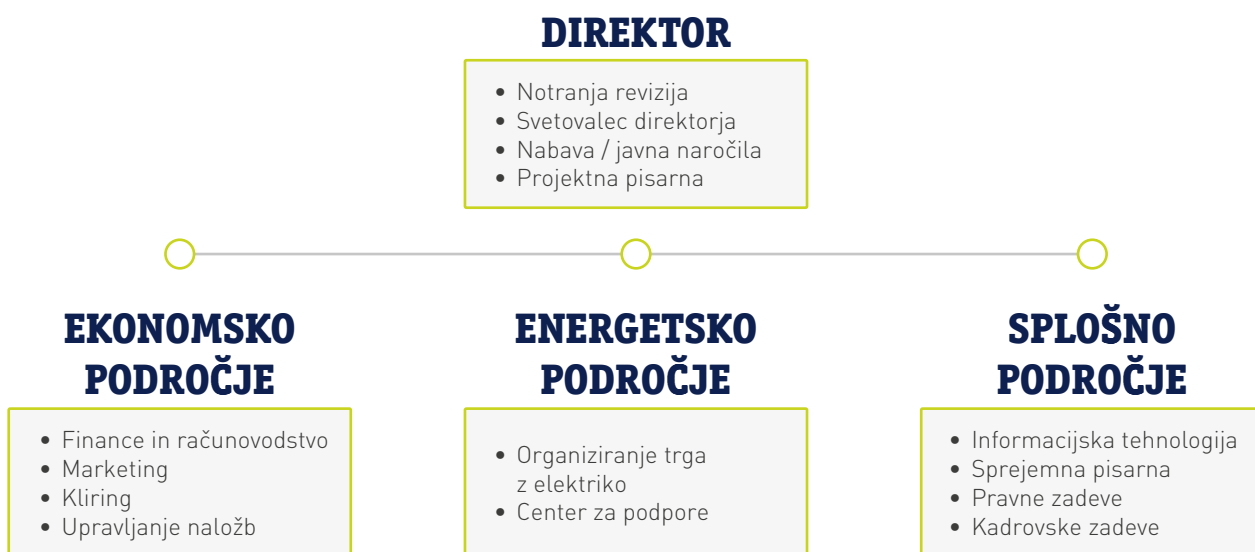 DIREKTOR
• Notranja revizija
• Svetovalec direktorja
• Nabava / javna naročila
• Projektna pisarna
EKONOMSKO
PODROČJE
• Finance in računovodstvo
• Marketing
• Kliring
• Upravljanje naložb
ENERGETSKO
PODROČJE
• Organiziranje trga
z elektriko
• Center za podpore
SPLOŠNO
PODROČJE
• Informacijska tehnologija
• Sprejemna pisarna
• Pravne zadeve
• Kadrovske zadeve